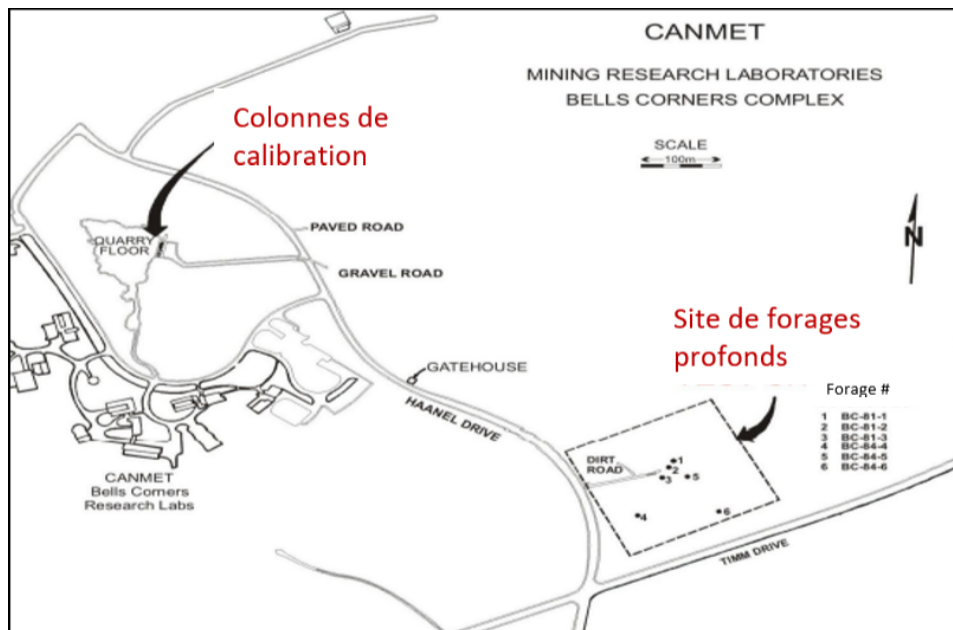 CANMET
MINING RESEARCH LABORATORIES
BELLS CORNERS COMPLEX
Colonnes de
calibration
SCALE
100m
PAVED ROAD
QUARRY
FLOOR
N
GRAVEL ROAD
Site de forages
profonds
GATEHOUSE
Forage #
HAANEL DRIVE
1 BC-81-1
2 BC-81-2
3 BC-81-3
4 BC-84-4
5 BC-84-5
6 BC-84-6
DIRT
ROAD
1
2
3
5
4
6
CANMET
Bells Corners
Research Labs
TIMM DRIVE